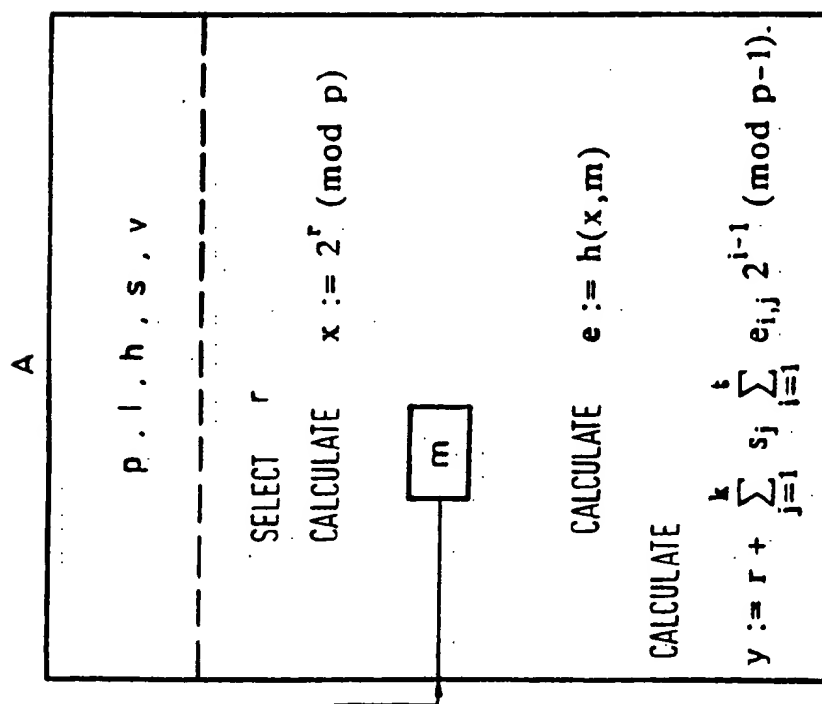 A
p . l . h , s , v
SELECT r
CALCULATE x := 2^r (mod p)
m
CALCULATE e := h(x,m)
CALCULATE
y := r + ∑_{j=1}^{k} s_j ∑_{i=1}^{t} e_{i,j} 2^{i-1} (mod p-1).